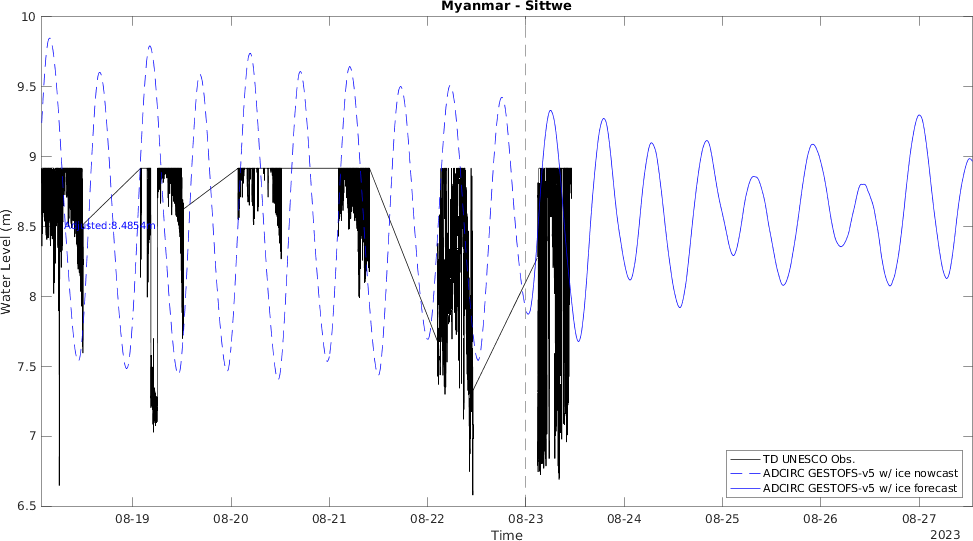 Myanmar - Sittwe
10
9.5
9
8.5
8
7.5
7
6.5
Water Level (m)
Adjusted:8.4854m
08-19
08-20
08-21
08-22
08-23
08-24
08-25
08-26
08-27
Time
2023
TD UNESCO Obs.
ADCIRC GESTOFS-v5 w/ ice nowcast
ADCIRC GESTOFS-v5 w/ ice forecast